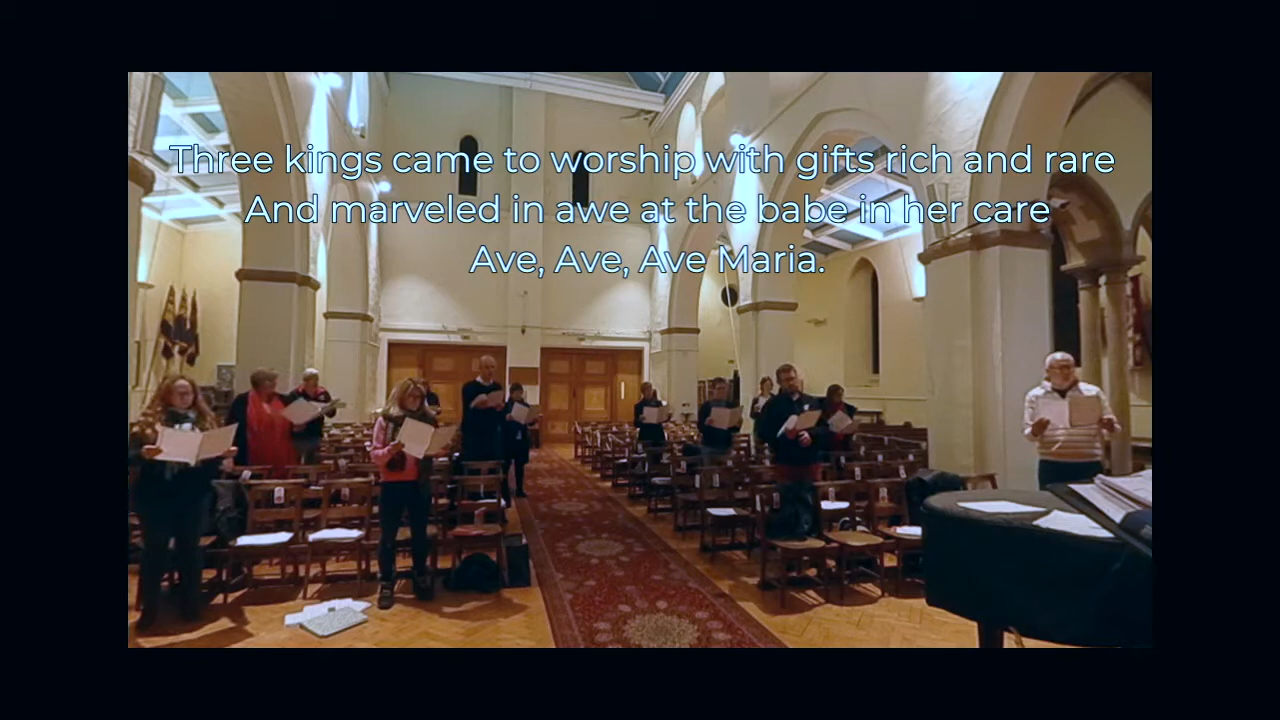 Three kings came to worship with gifts rich and rare
And marveled in awe at the babe in her care
Ave, Ave, Ave Maria.